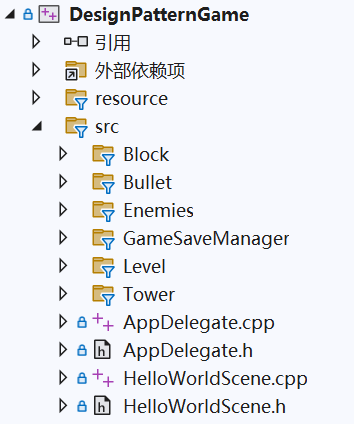 DesignPatternGame
引用
外部依赖项
resource
src
Block
Bullet
Enemies
GameSaveManager
Level
Tower
AppDelegate.cpp
AppDelegate.h
HelloWorldScene.cpp
HelloWorldScene.h